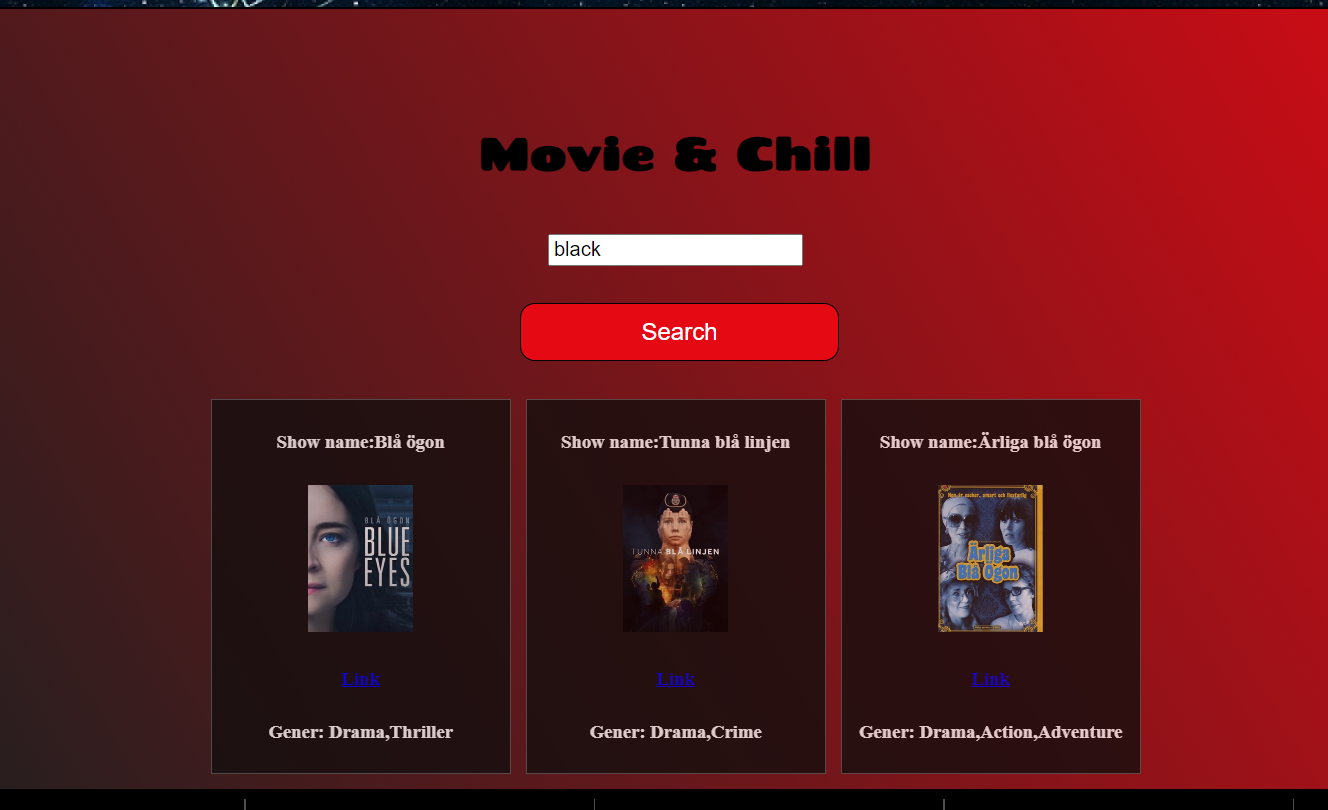 Movie & Chill
black
Search
Show name:Blå ögon
Show name:Tunna blå linjen
Show name:Ärliga blå ögon
BLÅ ÖGON
BLUE
EYES
TUNNA BLÅ LINJEN
Ärliga
Blå Ögon
Link
Link
Link
Gener: Drama,Thriller
Gener: Drama,Crime
Gener: Drama,Action,Adventure